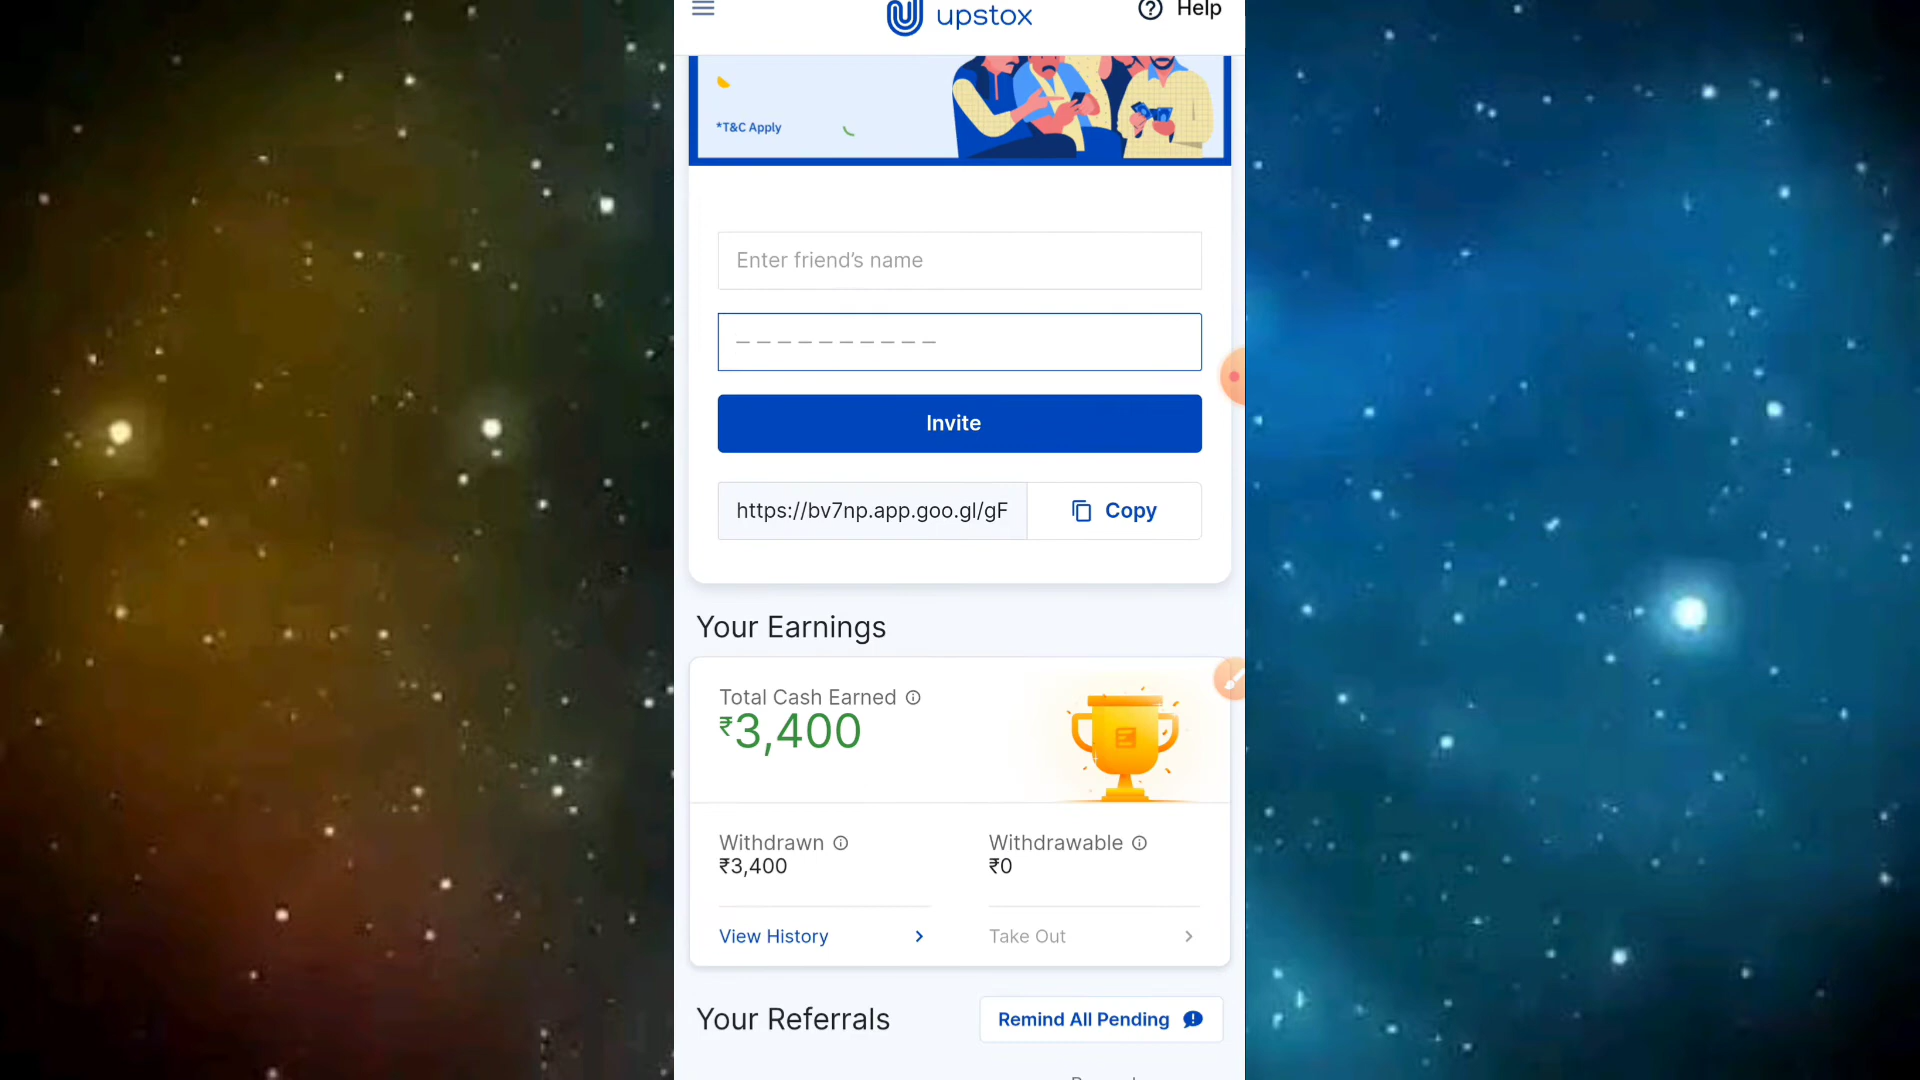 upstox
Help
*T&C Apply
Enter friend's name
Invite
https://bv7np.app.goo.gl/gF
Copy
Your Earnings
Total Cash Earned
₹3,400
Withdrawn
₹3,400
Withdrawable
₹0
View History
Take Out
Your Referrals
Remind All Pending